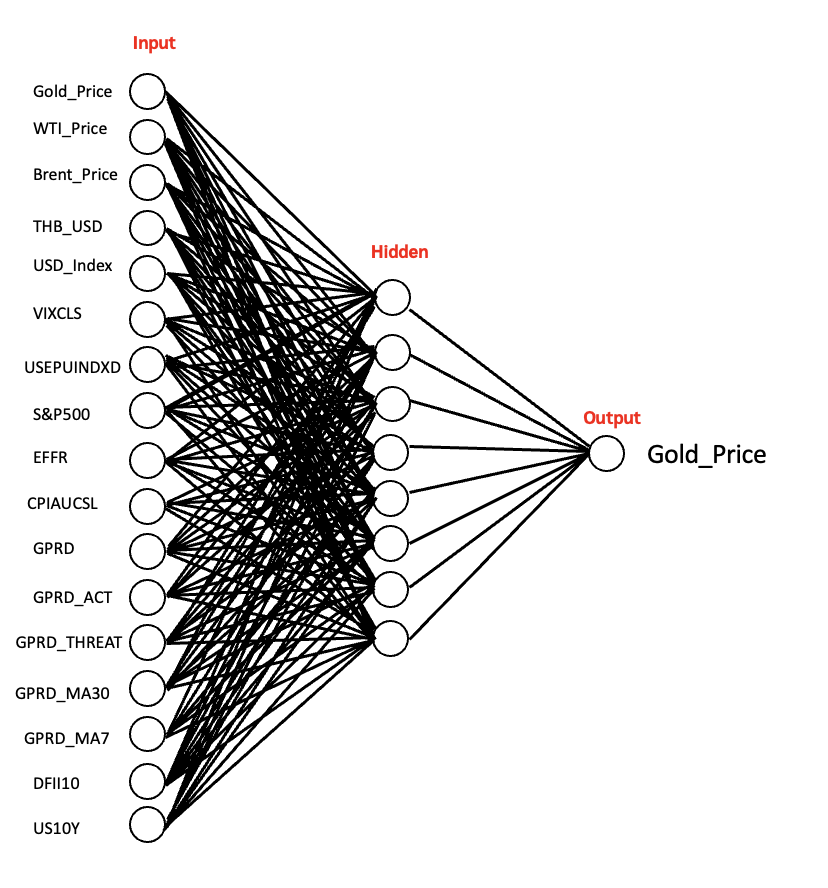 Input
Gold_Price
WTI_Price
Brent_Price
THB_USD
USD_Index
VIXCLS
USEPUINDXD
S&P500
EFFR
CPIAUCSL
GPRD
GPRD_ACT
GPRD_THREAT
GPRD_MA30
GPRD_MA7
DFII10
US10Y
Hidden
Output
Gold_Price